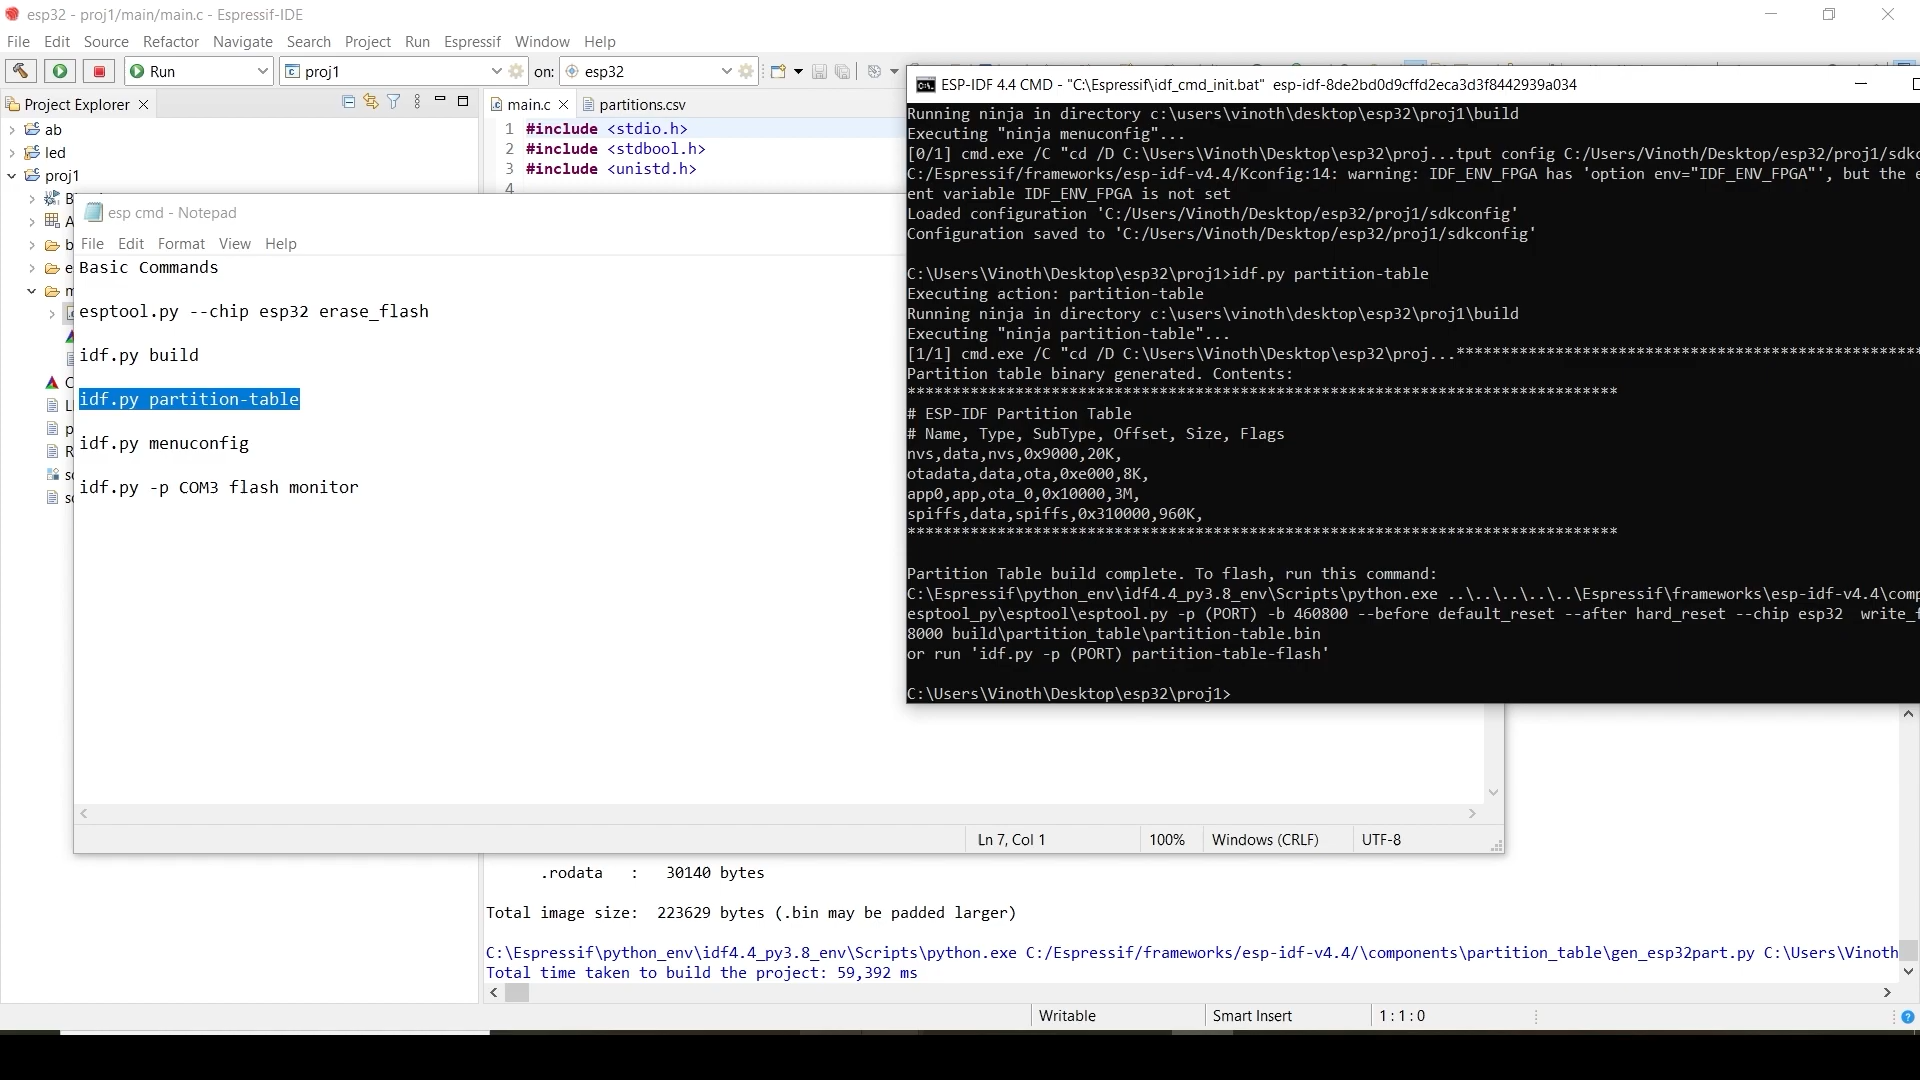 esp32 - proj1/main/main.c - Espressif-IDE
File Edit Source Refactor Navigate Search Project Run Espressif Window Help
Run proj1 on: esp32
Project Explorer
ab
led
proj1
main.c
partitions.csv
1 #include <stdio.h>
2 #include <stdbool.h>
3 #include <unistd.h>
4
esp cmd - Notepad
File Edit Format View Help
Basic Commands
esptool.py --chip esp32 erase_flash
idf.py build
idf.py partition-table
idf.py menuconfig
idf.py -p COM3 flash monitor
Ln 7, Col 1 100% Windows (CRLF) UTF-8
ESP-IDF 4.4 CMD - "C:\Espressif\idf_cmd_init.bat" esp-idf-8de2bd0d9cffd2eca3d3f8442939a034
Running ninja in directory c:\users\vinoth\desktop\esp32\proj1\build
Executing "ninja menuconfig"...
[0/1] cmd.exe /C "cd /D C:\Users\Vinoth\Desktop\esp32\proj...tput config C:/Users/Vinoth/Desktop/esp32/proj1/sdkc
C:/Espressif/frameworks/esp-idf-v4.4/Kconfig:14: warning: IDF_ENV_FPGA has 'option env="IDF_ENV_FPGA"', but the e
ent variable IDF_ENV_FPGA is not set
Loaded configuration 'C:/Users/Vinoth/Desktop/esp32/proj1/sdkconfig'
Configuration saved to 'C:/Users/Vinoth/Desktop/esp32/proj1/sdkconfig'
C:\Users\Vinoth\Desktop\esp32\proj1>idf.py partition-table
Executing action: partition-table
Running ninja in directory c:\users\vinoth\desktop\esp32\proj1\build
Executing "ninja partition-table"...
[1/1] cmd.exe /C "cd /D C:\Users\Vinoth\Desktop\esp32\proj...****************************************************
Partition table binary generated. Contents:
*******************************************************************************
# ESP-IDF Partition Table
# Name, Type, SubType, Offset, Size, Flags
nvs,data,nvs,0x9000,20K,
otadata,data,ota,0xe000,8K,
app0,app,ota_0,0x10000,3M,
spiffs,data,spiffs,0x310000,960K,
*******************************************************************************
Partition Table build complete. To flash, run this command:
C:\Espressif\python_env\idf4.4_py3.8_env\Scripts\python.exe ..\..\..\..\..\Espressif\frameworks\esp-idf-v4.4\comp
esptool_py\esptool\esptool.py -p (PORT) -b 460800 --before default_reset --after hard_reset --chip esp32 write_f
8000 build\partition_table\partition-table.bin
or run 'idf.py -p (PORT) partition-table-flash'
C:\Users\Vinoth\Desktop\esp32\proj1>
.rodata : 30140 bytes
Total image size: 223629 bytes (.bin may be padded larger)
C:\Espressif\python_env\idf4.4_py3.8_env\Scripts\python.exe C:/Espressif/frameworks/esp-idf-v4.4/\components\partition_table\gen_esp32part.py C:\Users\Vinoth
Total time taken to build the project: 59,392 ms
Writable Smart Insert 1 : 1 : 0